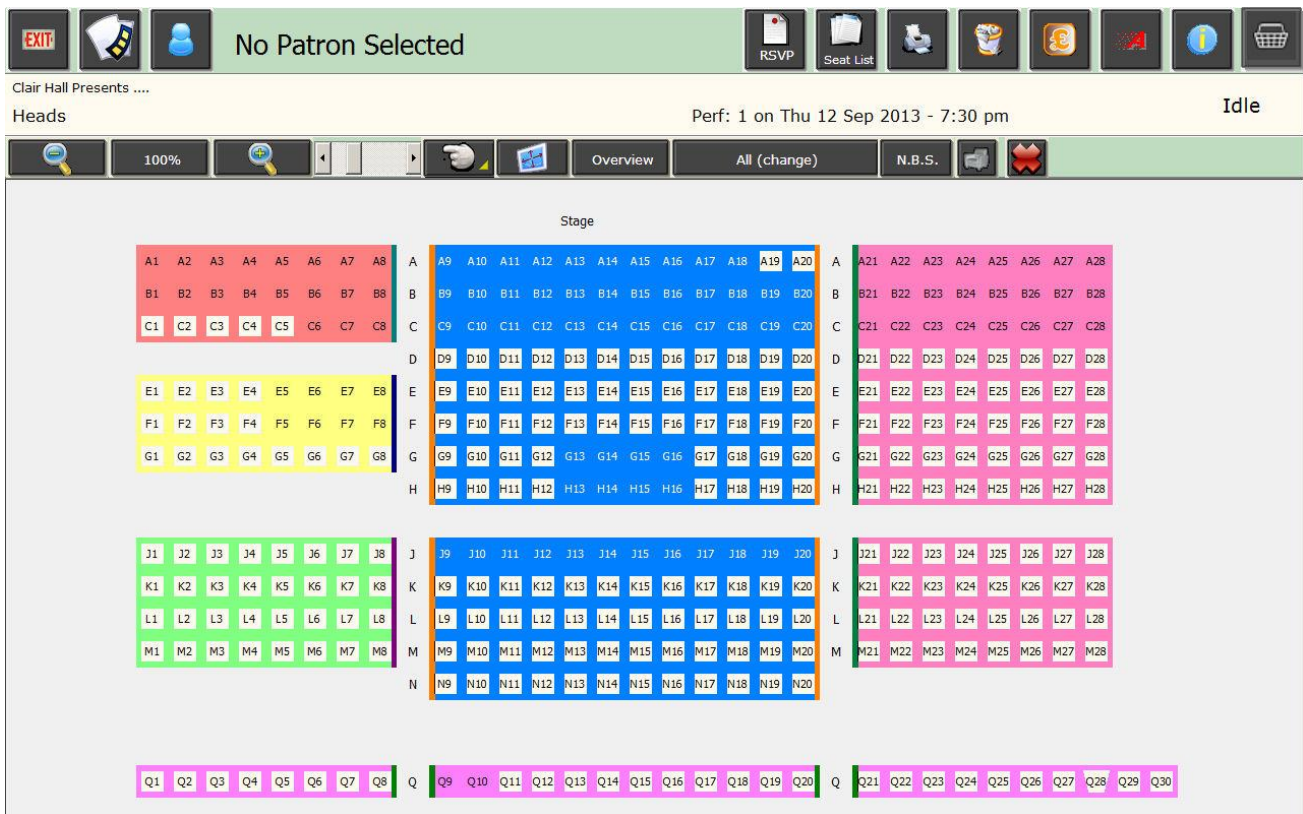 EXIT No Patron Selected RSVP Seat List
Clair Hall Presents ....
Heads Perf: 1 on Thu 12 Sep 2013 - 7:30 pm Idle
100% Overview All (change) N.B.S.
Stage
A1 A2 A3 A4 A5 A6 A7 A8 A A9 A10 A11 A12 A13 A14 A15 A16 A17 A18 A19 A20 A A21 A22 A23 A24 A25 A26 A27 A28
B1 B2 B3 B4 B5 B6 B7 B8 B B9 B10 B11 B12 B13 B14 B15 B16 B17 B18 B19 B20 B B21 B22 B23 B24 B25 B26 B27 B28
C1 C2 C3 C4 C5 C6 C7 C8 C C9 C10 C11 C12 C13 C14 C15 C16 C17 C18 C19 C20 C C21 C22 C23 C24 C25 C26 C27 C28
D D9 D10 D11 D12 D13 D14 D15 D16 D17 D18 D19 D20 D D21 D22 D23 D24 D25 D26 D27 D28
E1 E2 E3 E4 E5 E6 E7 E8 E E9 E10 E11 E12 E13 E14 E15 E16 E17 E18 E19 E20 E E21 E22 E23 E24 E25 E26 E27 E28
F1 F2 F3 F4 F5 F6 F7 F8 F F9 F10 F11 F12 F13 F14 F15 F16 F17 F18 F19 F20 F F21 F22 F23 F24 F25 F26 F27 F28
G1 G2 G3 G4 G5 G6 G7 G8 G G9 G10 G11 G12 G13 G14 G15 G16 G17 G18 G19 G20 G G21 G22 G23 G24 G25 G26 G27 G28
H H9 H10 H11 H12 H13 H14 H15 H16 H17 H18 H19 H20 H H21 H22 H23 H24 H25 H26 H27 H28
J1 J2 J3 J4 J5 J6 J7 J8 J J9 J10 J11 J12 J13 J14 J15 J16 J17 J18 J19 J20 J J21 J22 J23 J24 J25 J26 J27 J28
K1 K2 K3 K4 K5 K6 K7 K8 K K9 K10 K11 K12 K13 K14 K15 K16 K17 K18 K19 K20 K K21 K22 K23 K24 K25 K26 K27 K28
L1 L2 L3 L4 L5 L6 L7 L8 L L9 L10 L11 L12 L13 L14 L15 L16 L17 L18 L19 L20 L L21 L22 L23 L24 L25 L26 L27 L28
M1 M2 M3 M4 M5 M6 M7 M8 M M9 M10 M11 M12 M13 M14 M15 M16 M17 M18 M19 M20 M M21 M22 M23 M24 M25 M26 M27 M28
N N9 N10 N11 N12 N13 N14 N15 N16 N17 N18 N19 N20
Q1 Q2 Q3 Q4 Q5 Q6 Q7 Q8 Q Q9 Q10 Q11 Q12 Q13 Q14 Q15 Q16 Q17 Q18 Q19 Q20 Q Q21 Q22 Q23 Q24 Q25 Q26 Q27 Q28 Q29 Q30